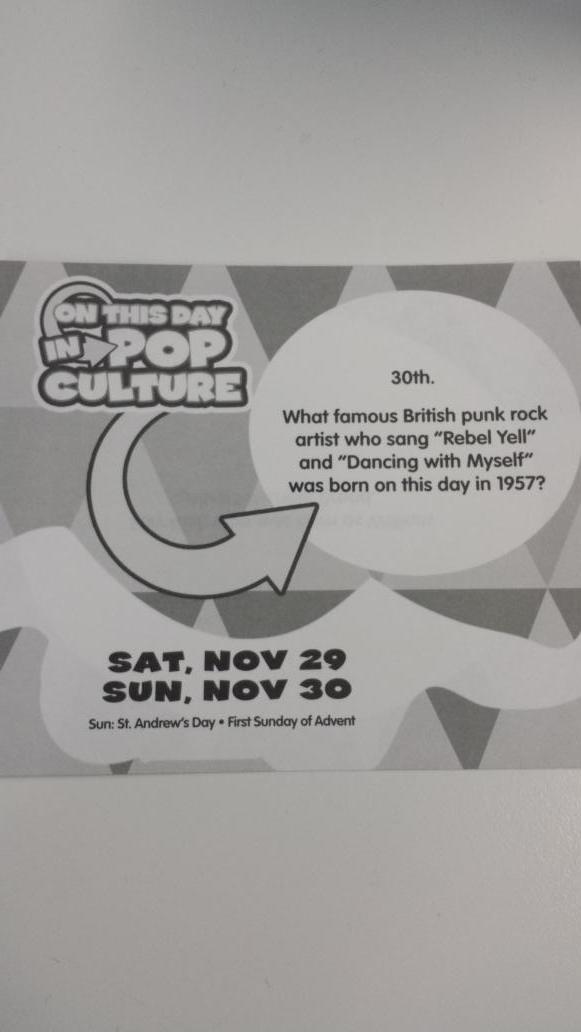 ON THIS DAY
IN POP
CULTURE
30th.
What famous British punk rock
artist who sang "Rebel Yell"
and "Dancing with Myself"
was born on this day in 1957?
SAT, NOV 29
SUN, NOV 30
Sun: St. Andrew's Day • First Sunday of Advent